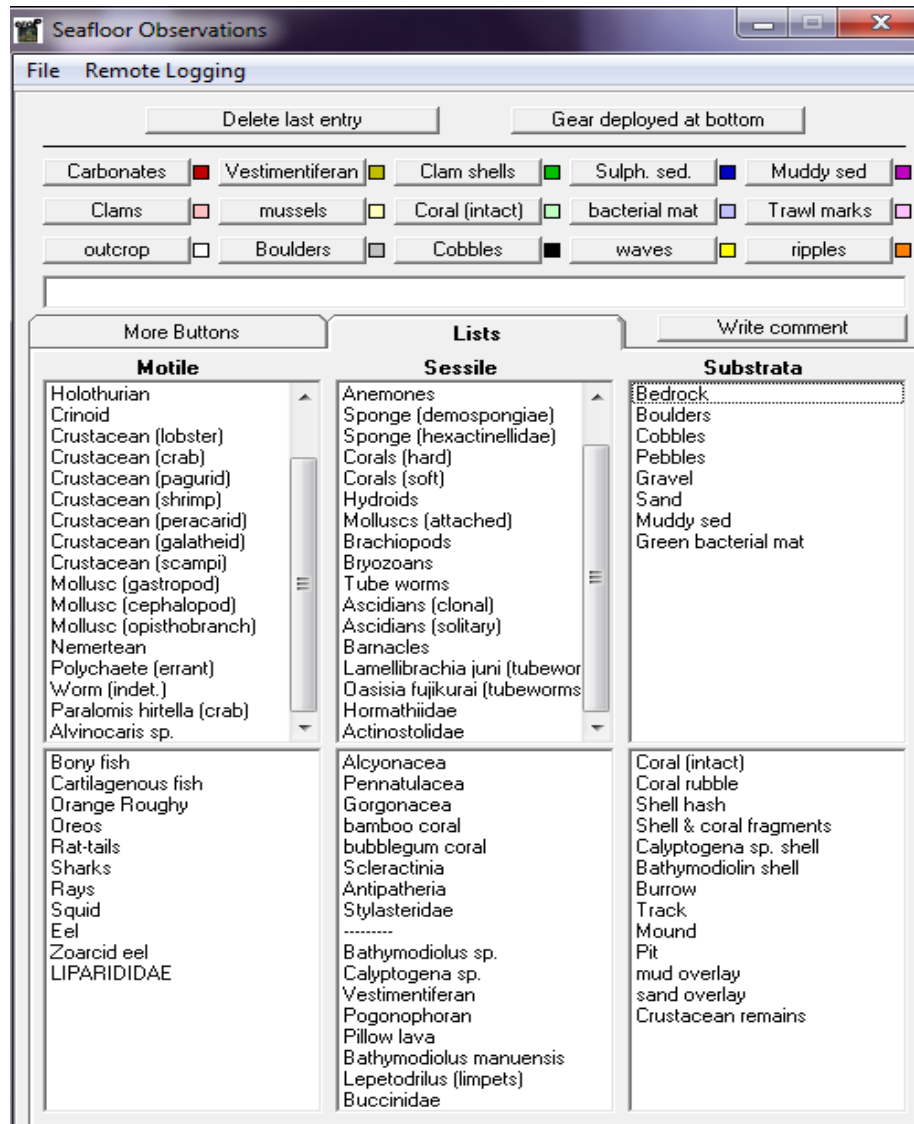 Seafloor Observations
File Remote Logging
Delete last entry Gear deployed at bottom
Carbonates Vestimentiferan Clam shells Sulph. sed. Muddy sed
Clams mussels Coral (intact) bacterial mat Trawl marks
outcrop Boulders Cobbles waves ripples
More Buttons Lists Write comment
Motile
Holothurian
Crinoid
Crustacean (lobster)
Crustacean (crab)
Crustacean (pagurid)
Crustacean (shrimp)
Crustacean (peracarid)
Crustacean (galatheid)
Crustacean (scampi)
Mollusc (gastropod)
Mollusc (cephalopod)
Mollusc (opisthobranch)
Nemertean
Polychaete (errant)
Worm (indet.)
Paralomis hirtella (crab)
Alvinocaris sp.
Bony fish
Cartilagenous fish
Orange Roughy
Oreos
Rat-tails
Sharks
Rays
Squid
Eel
Zoarcid eel
LIPARIDIDAE
Sessile
Anemones
Sponge (demospongiae)
Sponge (hexactinellidae)
Corals (hard)
Corals (soft)
Hydroids
Molluscs (attached)
Brachiopods
Bryozoans
Tube worms
Ascidians (clonal)
Ascidians (solitary)
Barnacles
Lamellibrachia juni (tubewor
Oasisia fujikurai (tubeworms
Hormathiidae
Actinostolidae
Alcyonacea
Pennatulacea
Gorgonacea
bamboo coral
bubblegum coral
Scleractinia
Antipatheria
Stylasteridae
---------
Bathymodiolus sp.
Calyptogena sp.
Vestimentiferan
Pogonophoran
Pillow lava
Bathymodiolus manuensis
Lepetodrilus (limpets)
Buccinidae
Substrata
Bedrock
Boulders
Cobbles
Pebbles
Gravel
Sand
Muddy sed
Green bacterial mat
Coral (intact)
Coral rubble
Shell hash
Shell & coral fragments
Calyptogena sp. shell
Bathymodiolin shell
Burrow
Track
Mound
Pit
mud overlay
sand overlay
Crustacean remains